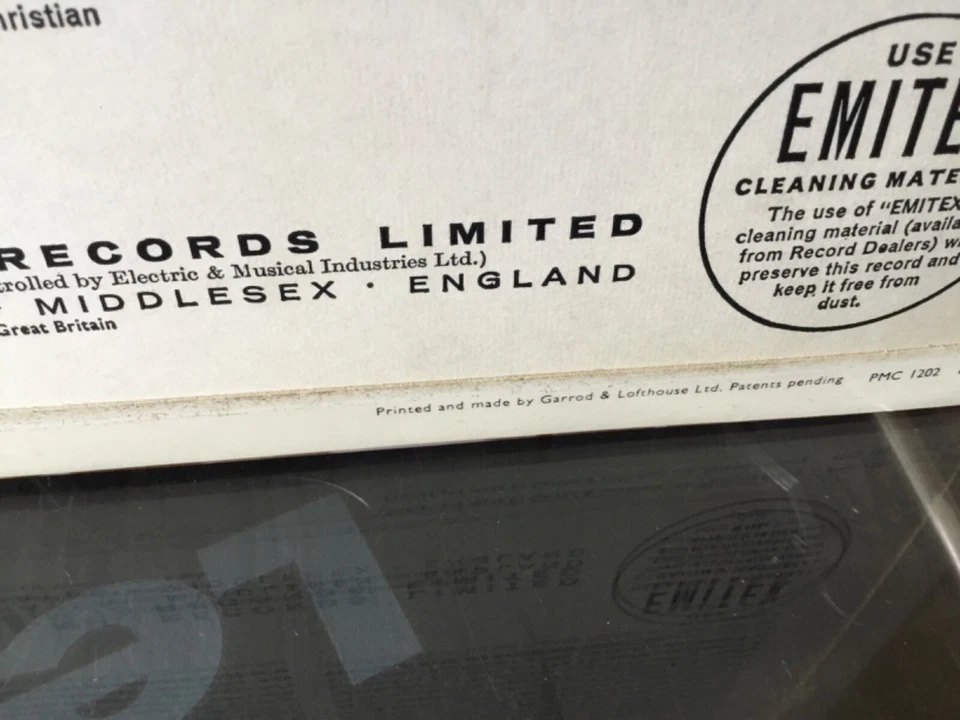 hristian
RECORDS LIMITED
trolled by Electric & Musical Industries Ltd.)
· MIDDLESEX · ENGLAND
Great Britain
USE
EMITE
CLEANING MATE
The use of “EMITEX
cleaning material (availa
from Record Dealers) wi
preserve this record and
keep it free from
dust.
Printed and made by Garrod & Lofthouse Ltd. Patents pending PMC 1202